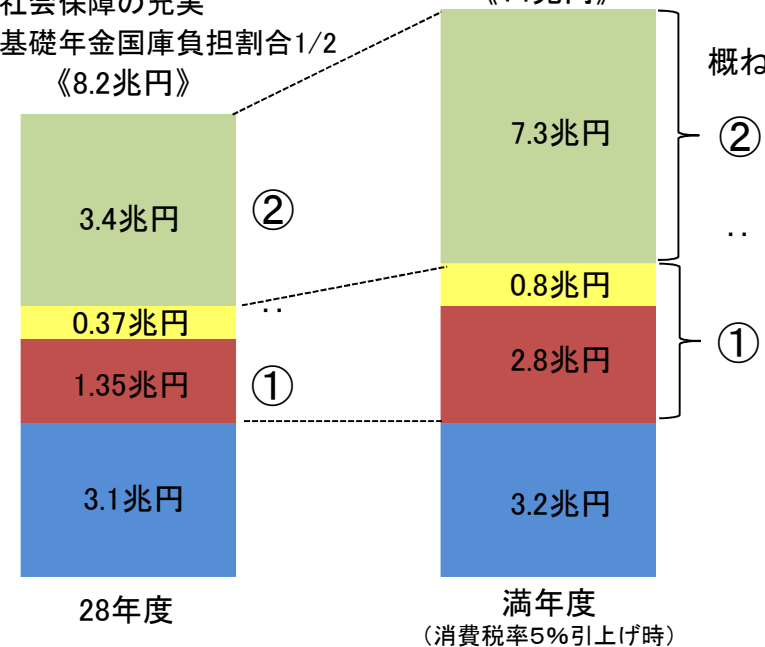 社会保障の充実
基礎年金国庫負担割合1/2
《8.2兆円》
概ね
7.3兆円
②
3.4兆円
②
‥
0.8兆円
0.37兆円
‥
2.8兆円
①
1.35兆円
①
3.1兆円
3.2兆円
28年度
満年度
（消費税率5%引上げ時）